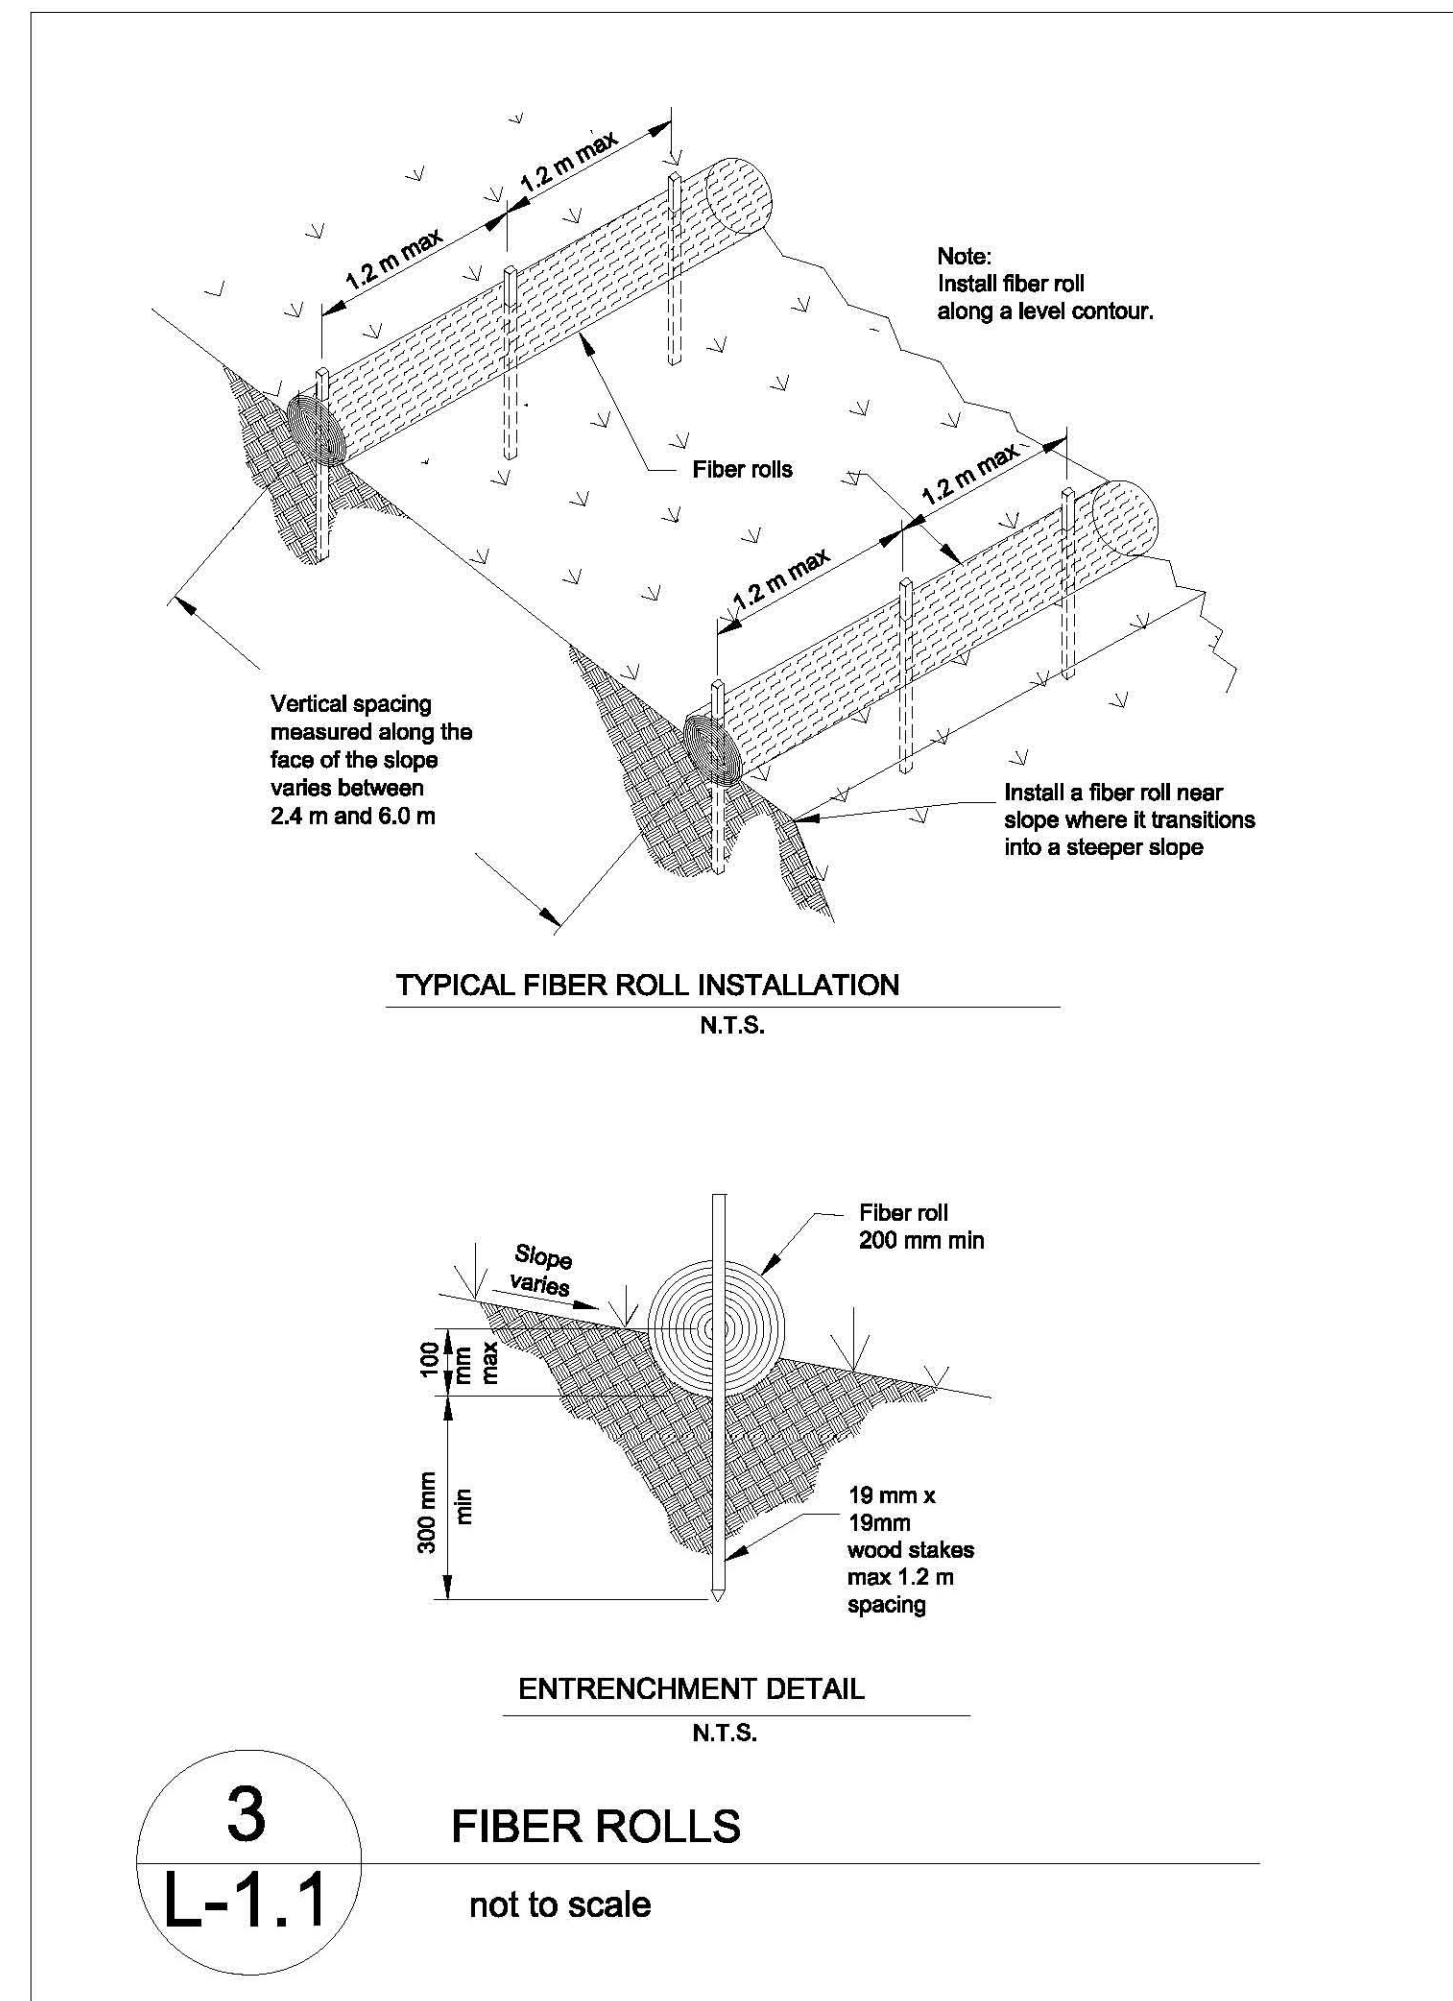 1.2 m max
1.2 m max
Note:
Install fiber roll
along a level contour.
Fiber rolls
1.2 m max
1.2 m max
Vertical spacing
measured along the
face of the slope
varies between
2.4 m and 6.0 m
Install a fiber roll near
slope where it transitions
into a steeper slope
TYPICAL FIBER ROLL INSTALLATION
N.T.S.
Fiber roll
200 mm min
Slope
varies
100
mm
max
300 mm
min
19 mm x
19mm
wood stakes
max 1.2 m
spacing
ENTRENCHMENT DETAIL
N.T.S.
3
L-1.1
FIBER ROLLS
not to scale